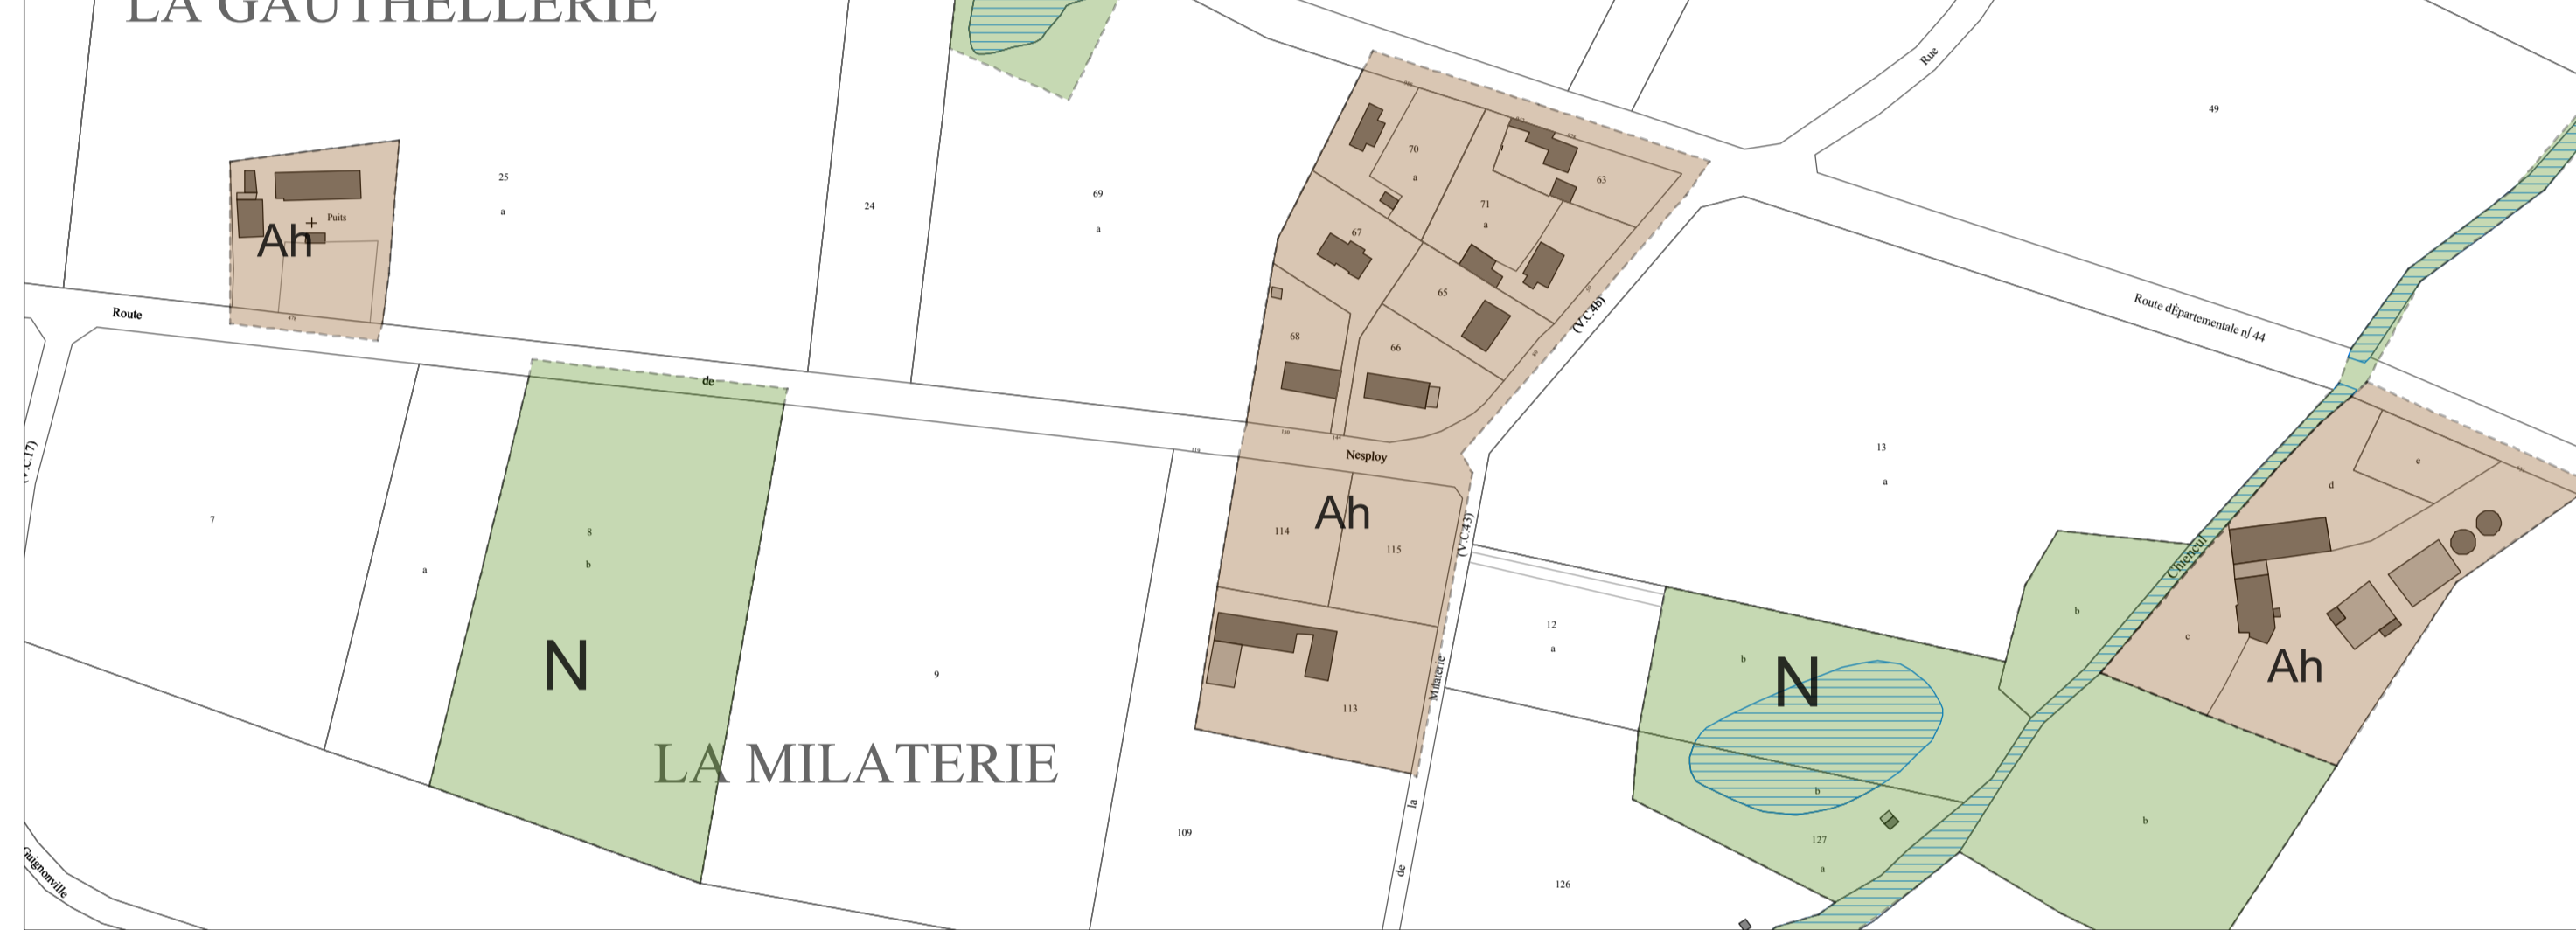 LA GAUTHELLERIE
Rue
49
70
a
63
25
a
69
a
24
71
a
Puits
Ah
67
65
68
66
(V.C.4b)
Route dÉpartementale nſ 44
Route
de
Nesploy
13
a
e
d
7
8
b
a
114
Ah
115
(V.C.43)
Cheneul
12
a
b
b
c
Ah
N
9
N
113
Milaterie
LA MILATERIE
b
127
a
b
la
109
de
126
Guignonville